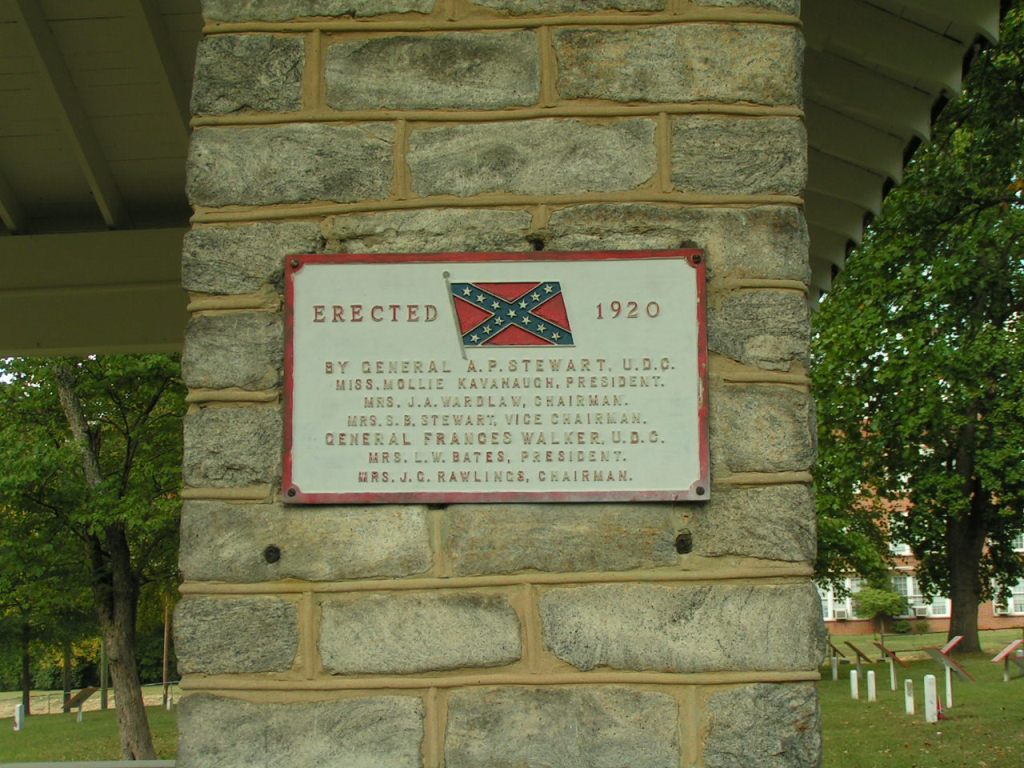 ERECTED 1920
BY GENERAL A.P. STEWART, U.D.C.
MISS. MOLLIE KAVANAUGH, PRESIDENT.
MRS. J.A. WARDLAW, CHAIRMAN.
MRS. S.B. STEWART, VICE CHAIRMAN.
GENERAL FRANCES WALKER, U.D.C.
MRS. L.W. BATES, PRESIDENT.
MRS. J.C. RAWLINGS, CHAIRMAN.